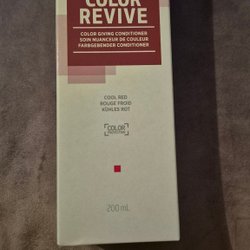 COLOR
REVIVE
COLOR GIVING CONDITIONER
SOIN NUANCEUR DE COULEUR
FARBGEBENDER CONDITIONER
COOL RED
ROUGE FROID
KÜHLES ROT
COLOR
200 mL